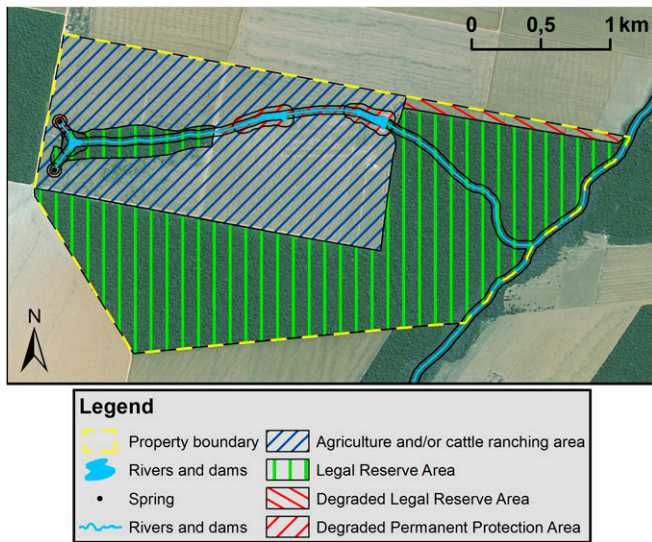 0 0,5 1 km
N
Legend
Property boundary
Agriculture and/or cattle ranching area
Rivers and dams
Legal Reserve Area
Spring
Degraded Legal Reserve Area
Rivers and dams
Degraded Permanent Protection Area